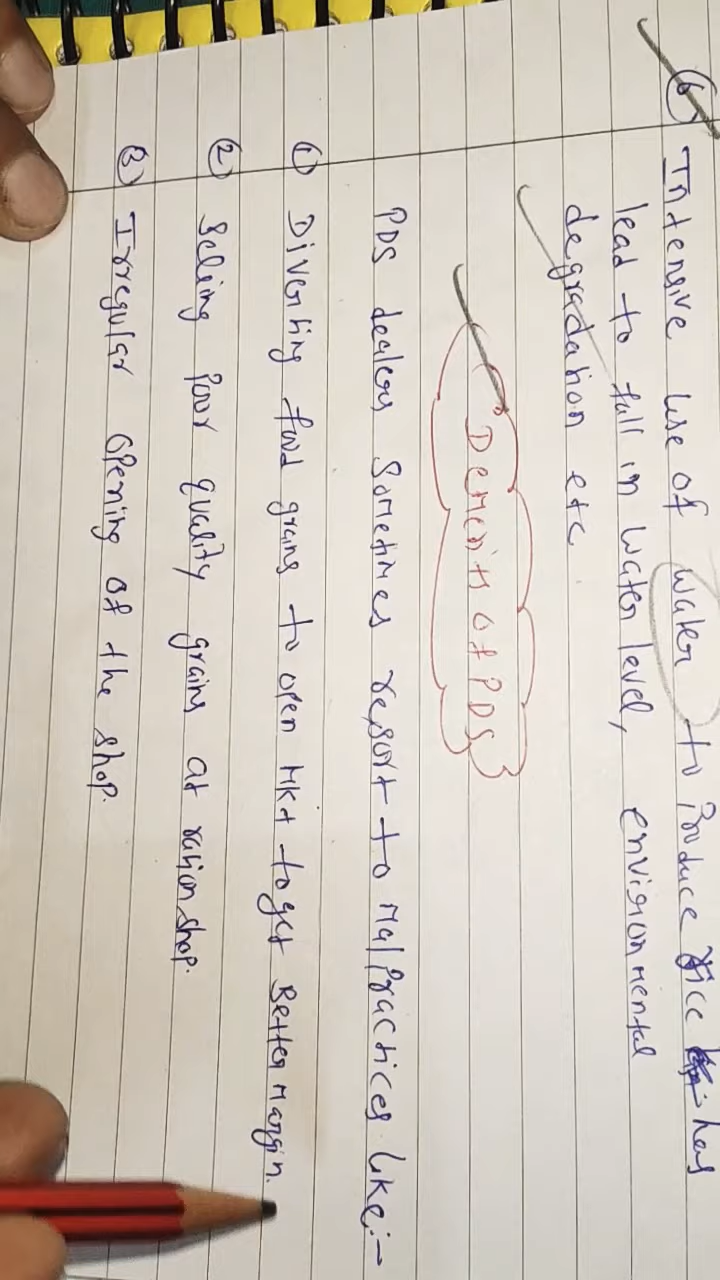 ⑥ Intensive use of water to Produce rice has
lead to fall in water level, environmental
degradation etc
Demerits of PDS
PDS dealers Sometimes resort to malpractices like:-
① Diverting food grains to open MKt to get Better margin.
② Selling Poor quality grains at ration shop.
③ Irregular opening of the shop.